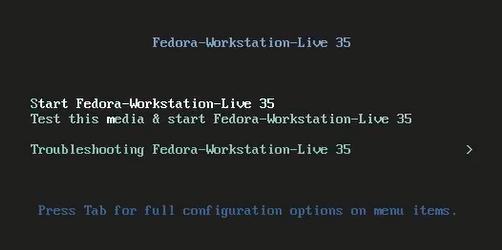 Fedora-Workstation-Live 35
Start Fedora-Workstation-Live 35
Test this media & start Fedora-Workstation-Live 35
Troubleshooting Fedora-Workstation-Live 35 >
Press Tab for full configuration options on menu items.